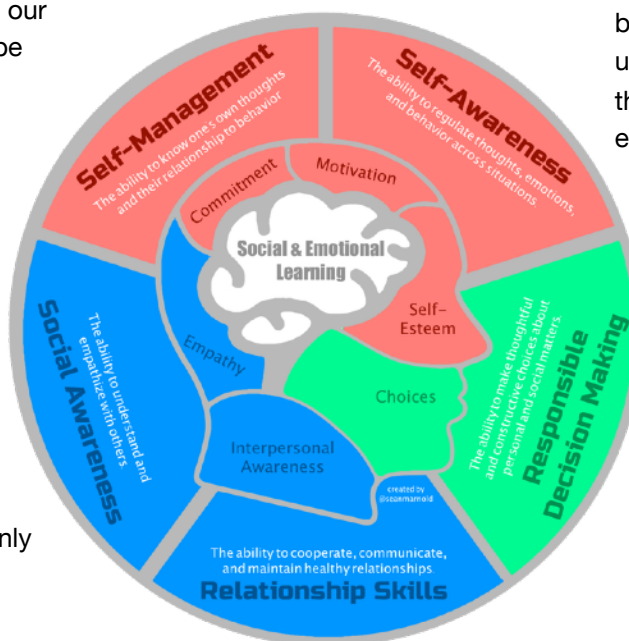 our
be
b
u
th
e
nly
Self-Management
The ability to know one's own thoughts
and their relationship to behavior
Self-Awareness
The ability to regulate thoughts, emotions,
and behavior across situations.
Commitment
Motivation
Social & Emotional
Learning
Self-
Esteem
Empathy
Choices
Interpersonal
Awareness
Social Awareness
The ability to understand and
empathize with others.
The ability to make thoughtful
and constructive choices about
personal and social matters.
Responsible
Decision Making
created by
@seanmarnold
The ability to cooperate, communicate,
and maintain healthy relationships.
Relationship Skills